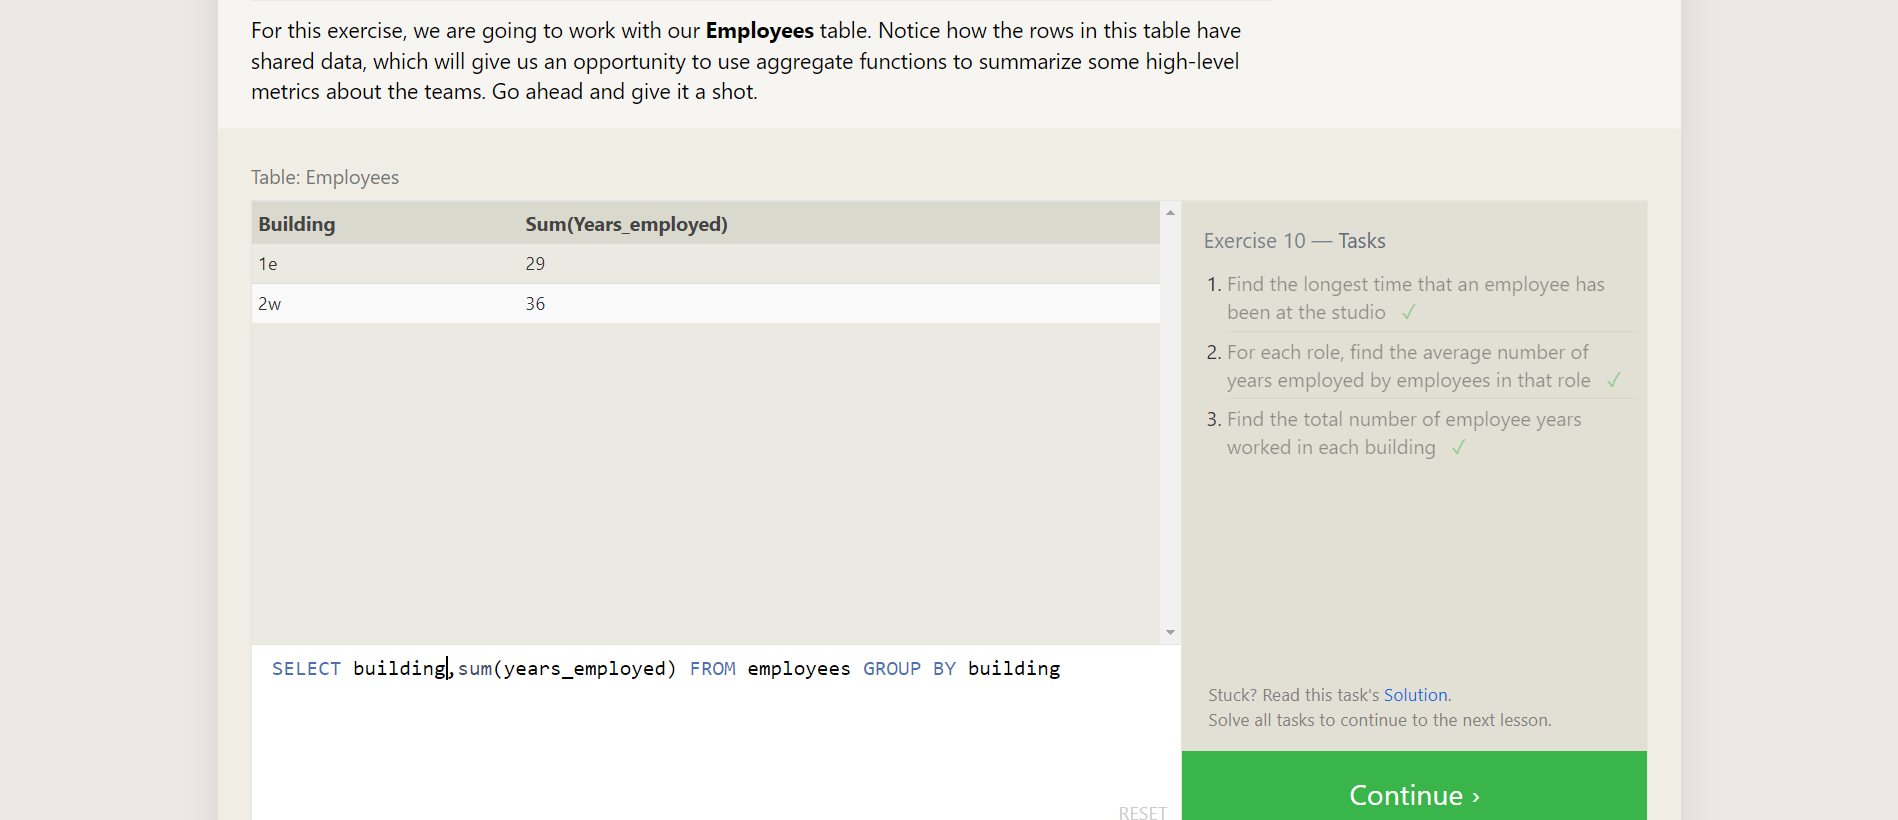 For this exercise, we are going to work with our Employees table. Notice how the rows in this table have
shared data, which will give us an opportunity to use aggregate functions to summarize some high-level
metrics about the teams. Go ahead and give it a shot.
Table: Employees
Building Sum(Years_employed)
1e 29
2w 36
SELECT building,sum(years_employed) FROM employees GROUP BY building
RESET
Exercise 10 — Tasks
1. Find the longest time that an employee has
been at the studio ✓
2. For each role, find the average number of
years employed by employees in that role ✓
3. Find the total number of employee years
worked in each building ✓
Stuck? Read this task's Solution.
Solve all tasks to continue to the next lesson.
Continue ›